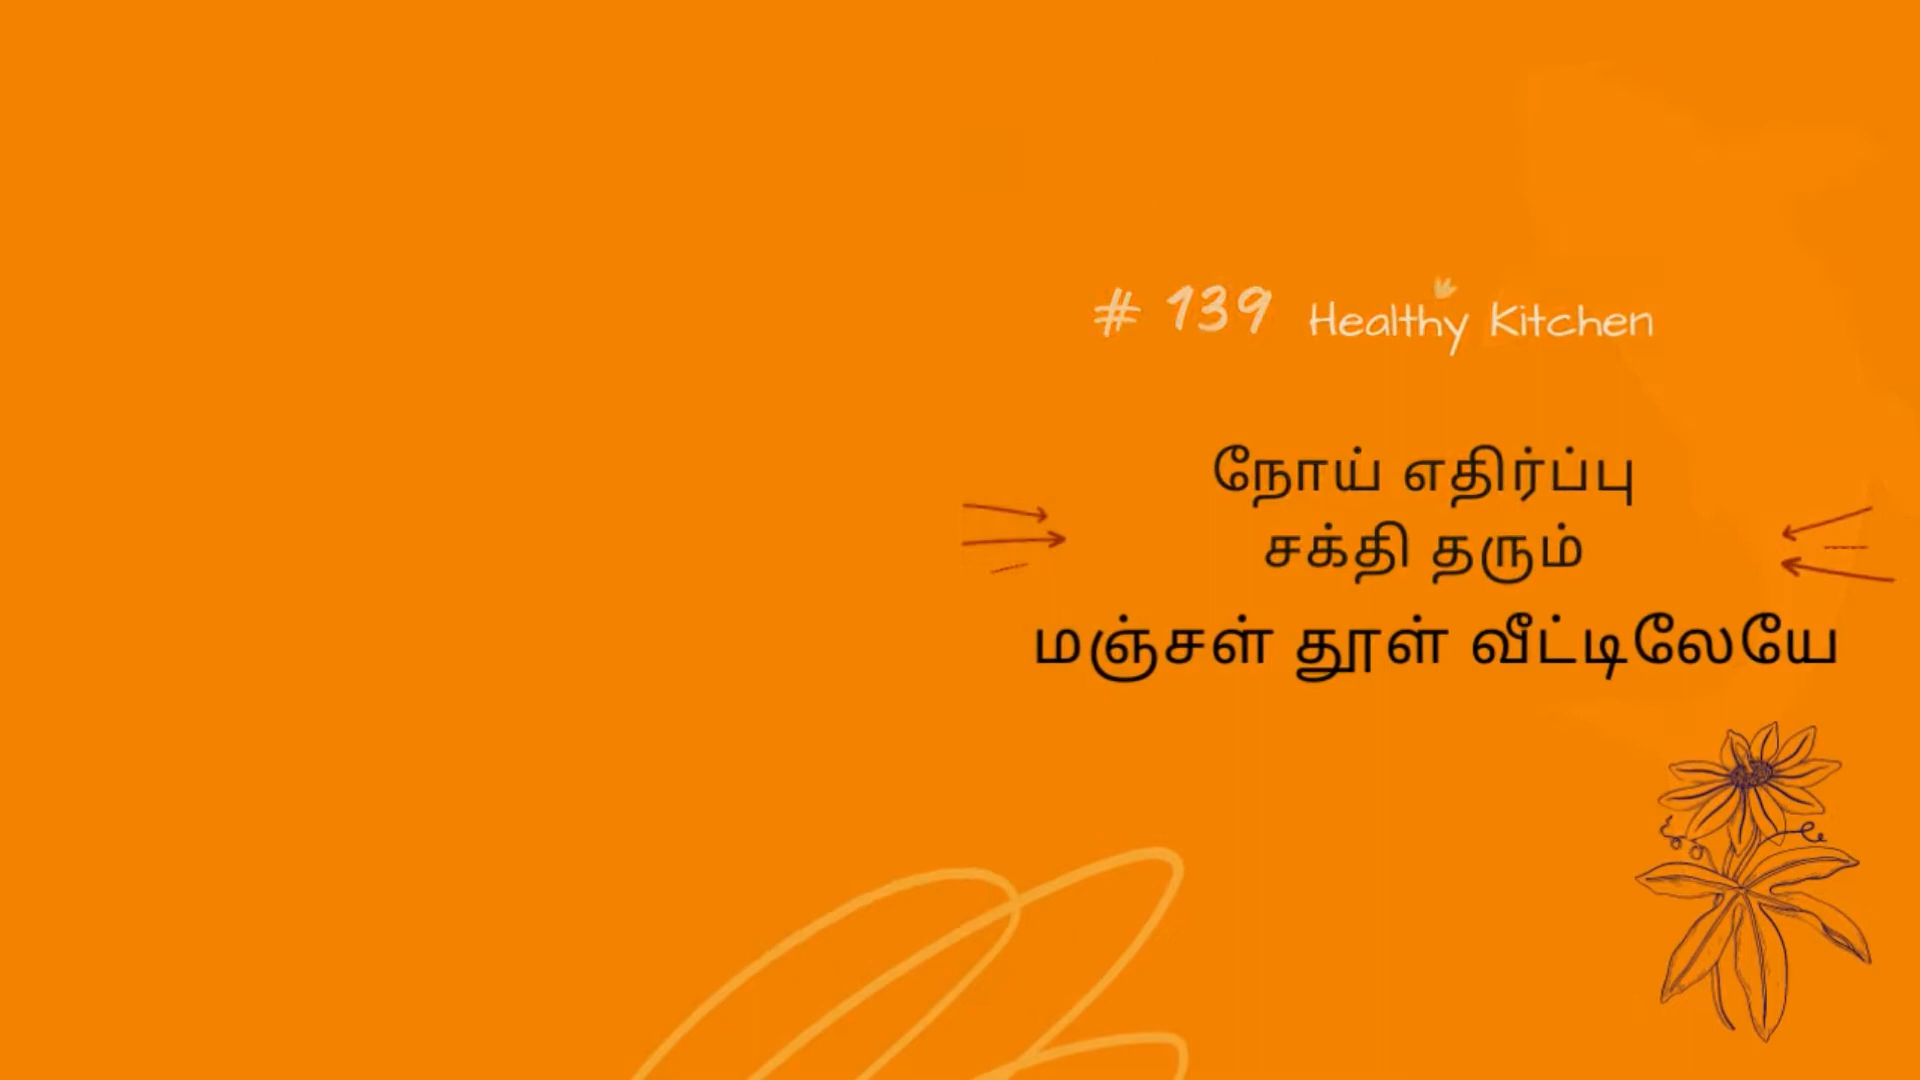 # 139 Healthy Kitchen
நோய் எதிர்ப்பு
சக்தி தரும்
மஞ்சள் தூள் வீட்டிலேயே